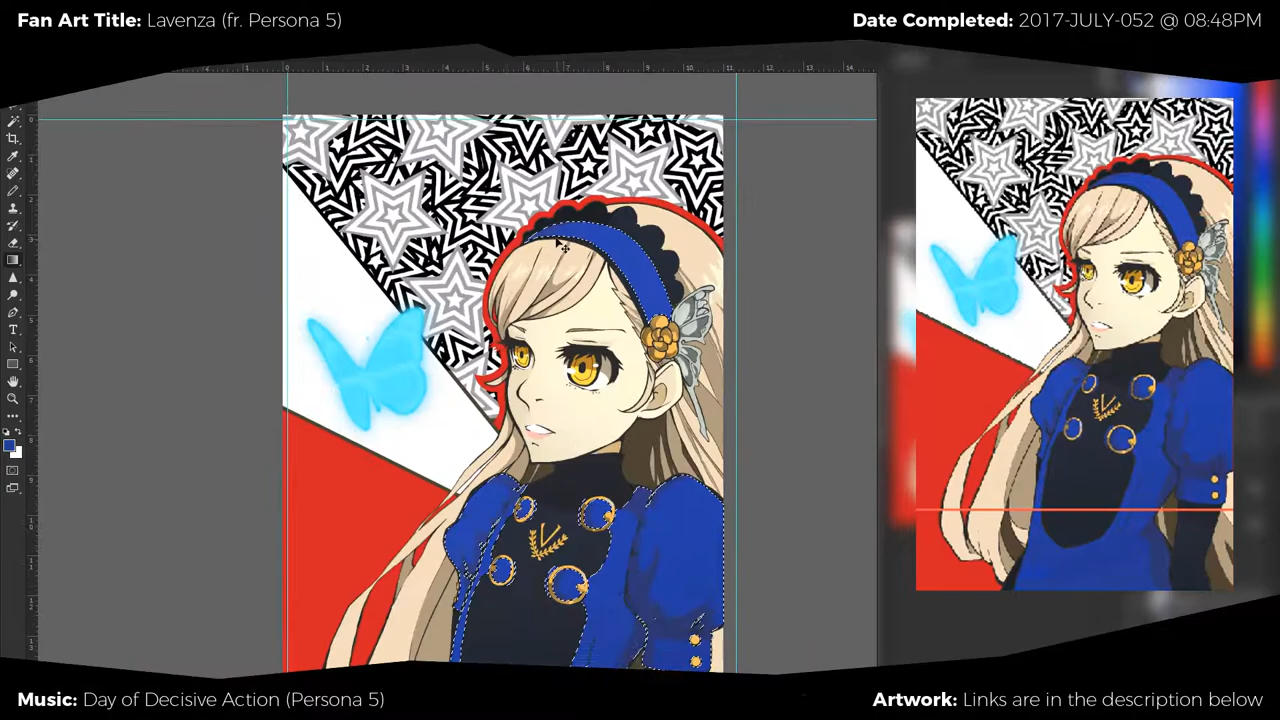 Fan Art Title: Lavenza (fr. Persona 5)
Date Completed: 2017-JULY-052 @ 08:48PM
Music: Day of Decisive Action (Persona 5)
Artwork: Links are in the description below